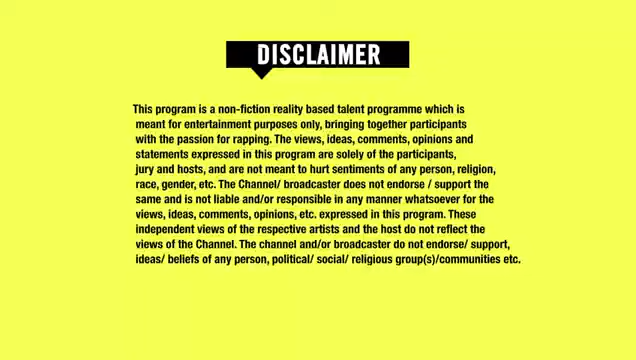 DISCLAIMER
This program is a non-fiction reality based talent programme which is
meant for entertainment purposes only, bringing together participants
with the passion for rapping. The views, ideas, comments, opinions and
statements expressed in this program are solely of the participants,
jury and hosts, and are not meant to hurt sentiments of any person, religion,
race, gender, etc. The Channel/ broadcaster does not endorse / support the
same and is not liable and/or responsible in any manner whatsoever for the
views, ideas, comments, opinions, etc. expressed in this program. These
independent views of the respective artists and the host do not reflect the
views of the Channel. The channel and/or broadcaster do not endorse/ support,
ideas/ beliefs of any person, political/ social/ religious group(s)/communities etc.